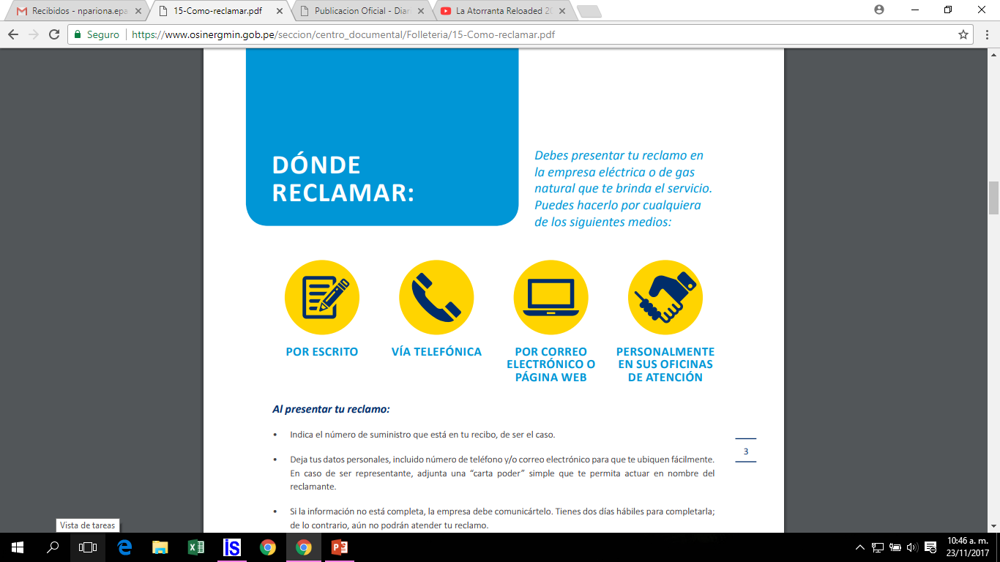 Recibidos - npariona.epa
15-Como-reclamar.pdf
Publicacion Oficial - Diar
La Atorranta Reloaded 20
Seguro
https://www.osinergmin.gob.pe/seccion/centro_documental/Folleteria/15-Como-reclamar.pdf
DÓNDE
RECLAMAR:
Debes presentar tu reclamo en
la empresa eléctrica o de gas
natural que te brinda el servicio.
Puedes hacerlo por cualquiera
de los siguientes medios:
POR ESCRITO
VÍA TELEFÓNICA
POR CORREO
ELECTRÓNICO O
PÁGINA WEB
PERSONALMENTE
EN SUS OFICINAS
DE ATENCIÓN
Al presentar tu reclamo:
• Indica el número de suministro que está en tu recibo, de ser el caso.
3
• Deja tus datos personales, incluido número de teléfono y/o correo electrónico para que te ubiquen fácilmente.
En caso de ser representante, adjunta una “carta poder” simple que te permita actuar en nombre del
reclamante.
• Si la información no está completa, la empresa debe comunicártelo. Tienes dos días hábiles para completarla;
de lo contrario, aún no podrán atender tu reclamo.
Vista de tareas
10:46 a. m.
23/11/2017